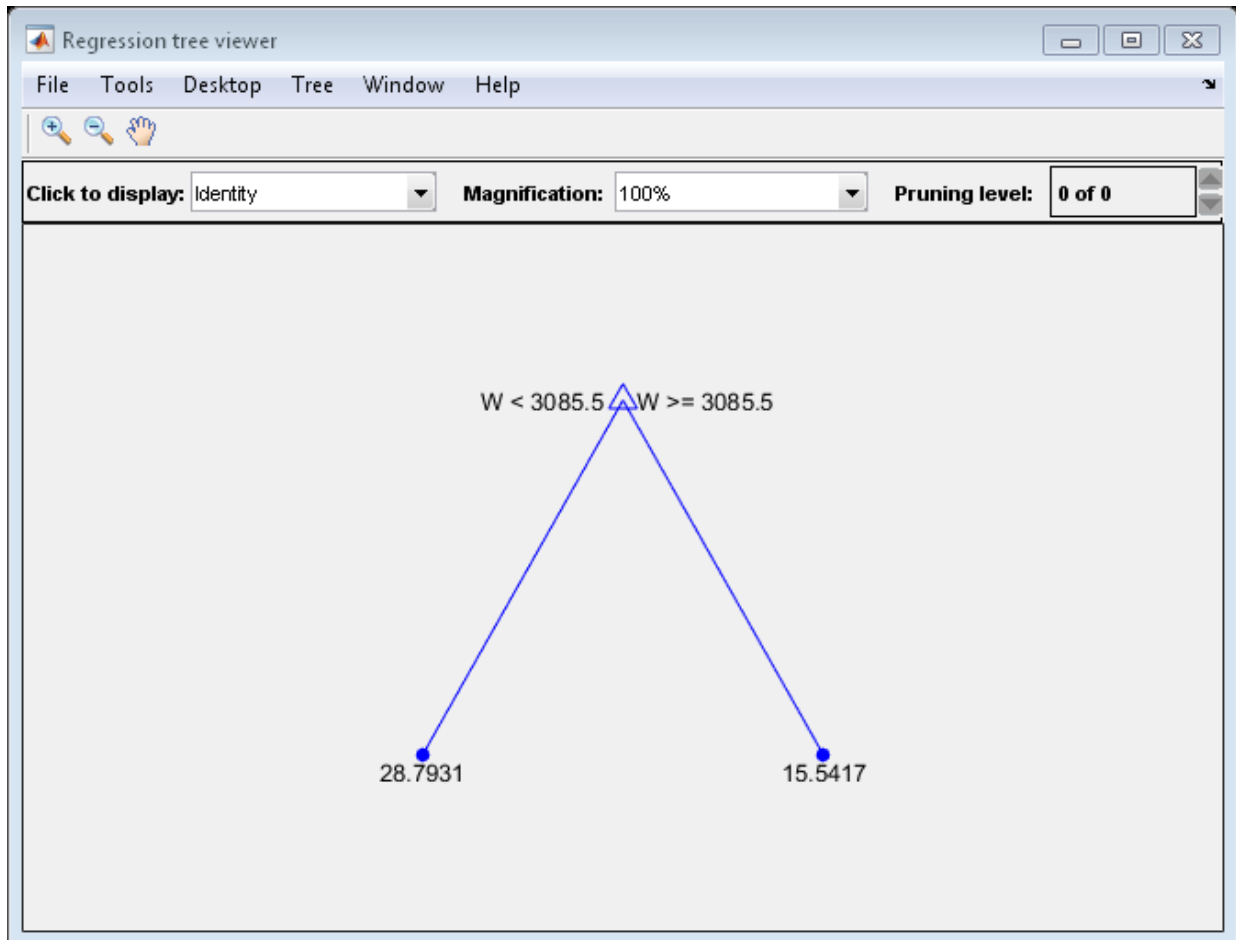 Regression tree viewer
File Tools Desktop Tree Window Help
Click to display: Identity Magnification: 100% Pruning level: 0 of 0
W < 3085.5 W >= 3085.5
28.7931 15.5417